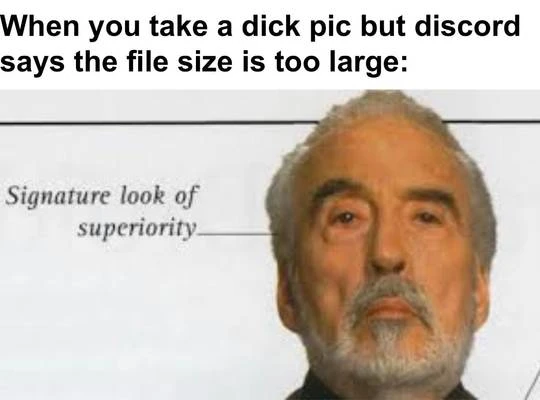 When you take a dick pic but discord
says the file size is too large:
Signature look of
superiority